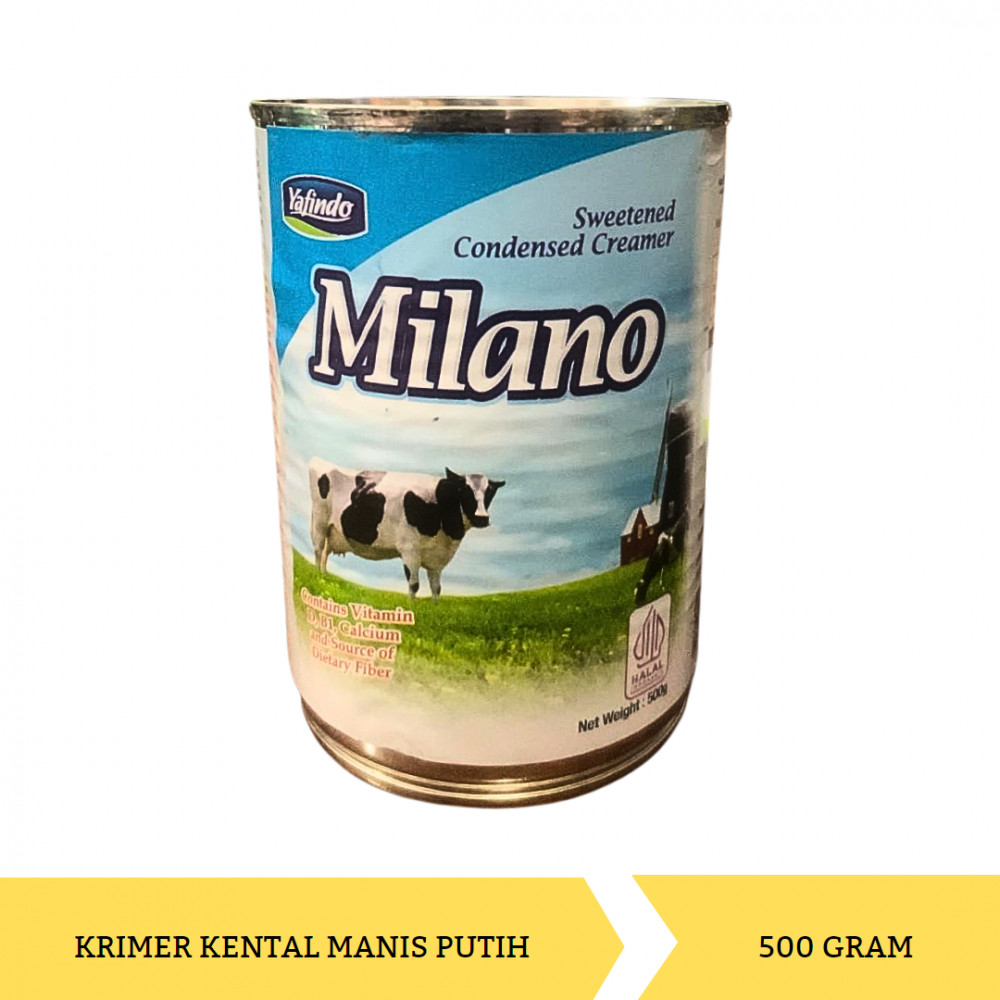 Yafindo
Sweetened
Condensed Creamer
Milano
Contains Vitamin
D, B1, Calcium
and Source of
Dietary Fiber
HALAL
Net Weight : 500g
KRIMER KENTAL MANIS PUTIH
500 GRAM